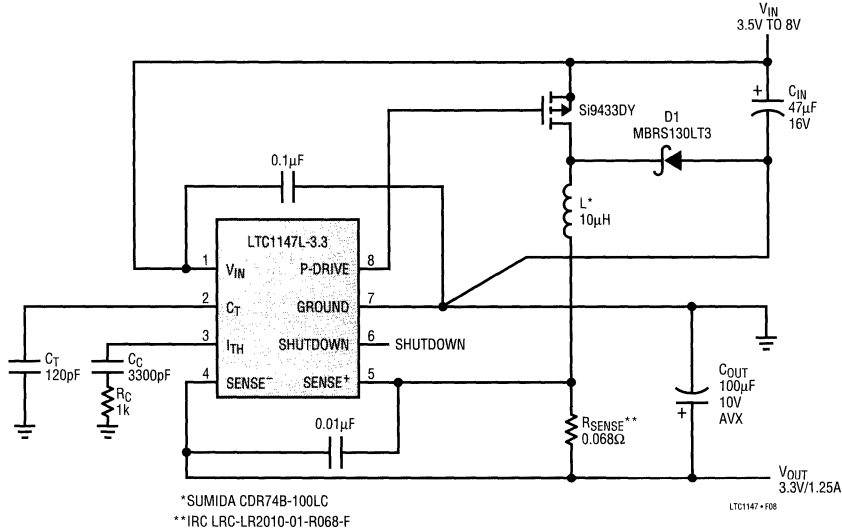 VIN
3.5V TO 8V
+
CIN
47µF
16V
Si9433DY
D1
MBRS130LT3
0.1µF
L*
10µH
LTC1147L-3.3
1
VIN
P-DRIVE
8
2
CT
GROUND
7
3
ITH
SHUTDOWN
6
SHUTDOWN
4
SENSE⁻
SENSE⁺
5
CT
120pF
CC
3300pF
RC
1k
0.01µF
RSENSE**
0.068Ω
COUT
100µF
10V
AVX
+
VOUT
3.3V/1.25A
*SUMIDA CDR74B-100LC
**IRC LRC-LR2010-01-R068-F
LTC1147 • F08